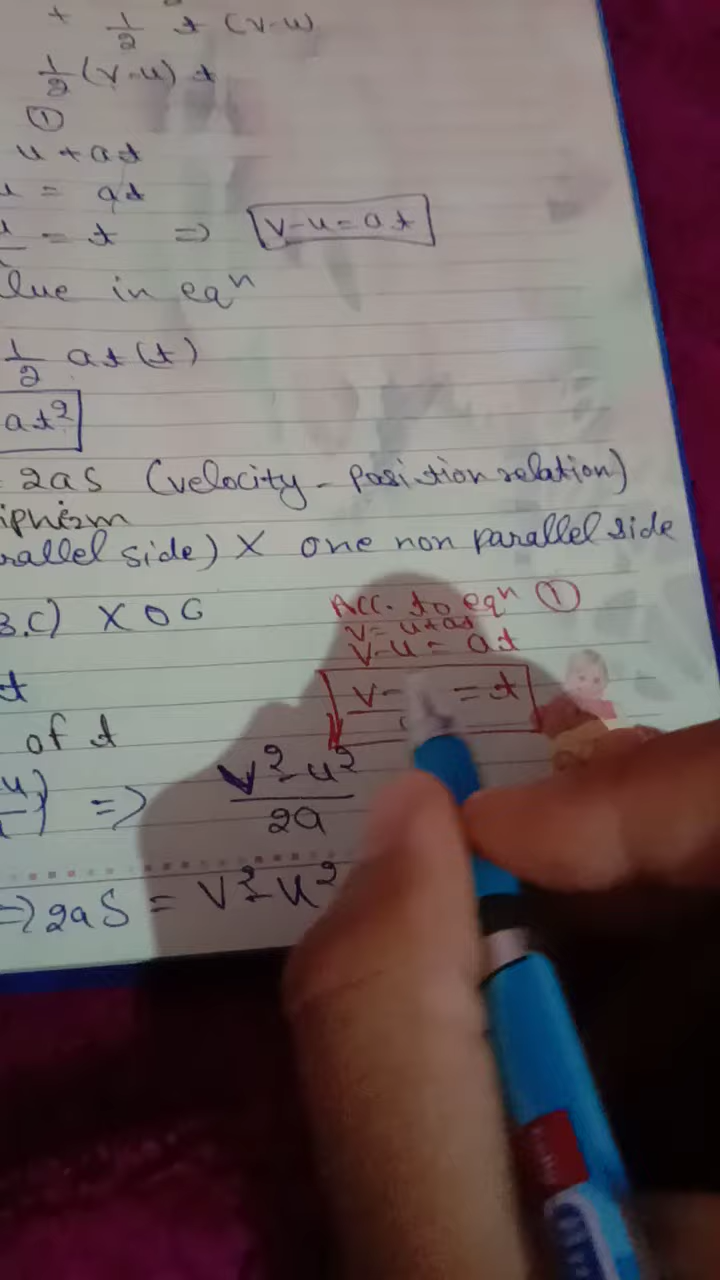 + 1/2 t (v-u)
1/2 (v-u) t
①
u + at
u = at
= t => v-u = at
lue in eqⁿ
1/2 at (t)
at²
2as (velocity - position relation)
rallel side) X one non parallel side
B.C) X OG
Acc. to eqⁿ ①
v = u+at
v-u = at
t
= t
of t
=> v²-u²/2a
=> 2aS = v²-u²